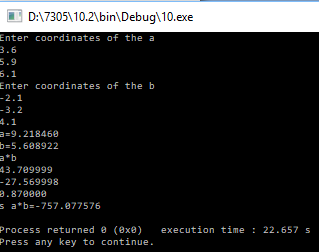 D:\7305\10.2\bin\Debug\10.exe
Enter coordinates of the a
3.6
5.9
6.1
Enter coordinates of the b
-2.1
-3.2
4.1
a=9.218460
b=5.608922
a*b
43.709999
-27.569998
0.870000
s a*b=-757.077576
Process returned 0 (0x0)   execution time : 22.657 s
Press any key to continue.